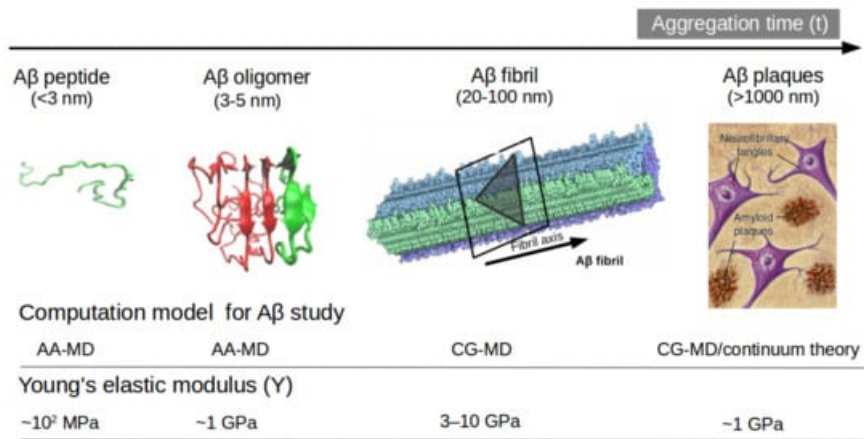 Aggregation time (t)
Aβ peptide
(<3 nm)
Aβ oligomer
(3-5 nm)
Aβ fibril
(20-100 nm)
Aβ plaques
(>1000 nm)
Neurofibrillary
tangles
Amyloid
plaques
Fibril axis
Aβ fibril
Computation model for Aβ study
AA-MD AA-MD CG-MD CG-MD/continuum theory
Young's elastic modulus (Y)
~10² MPa ~1 GPa 3–10 GPa ~1 GPa